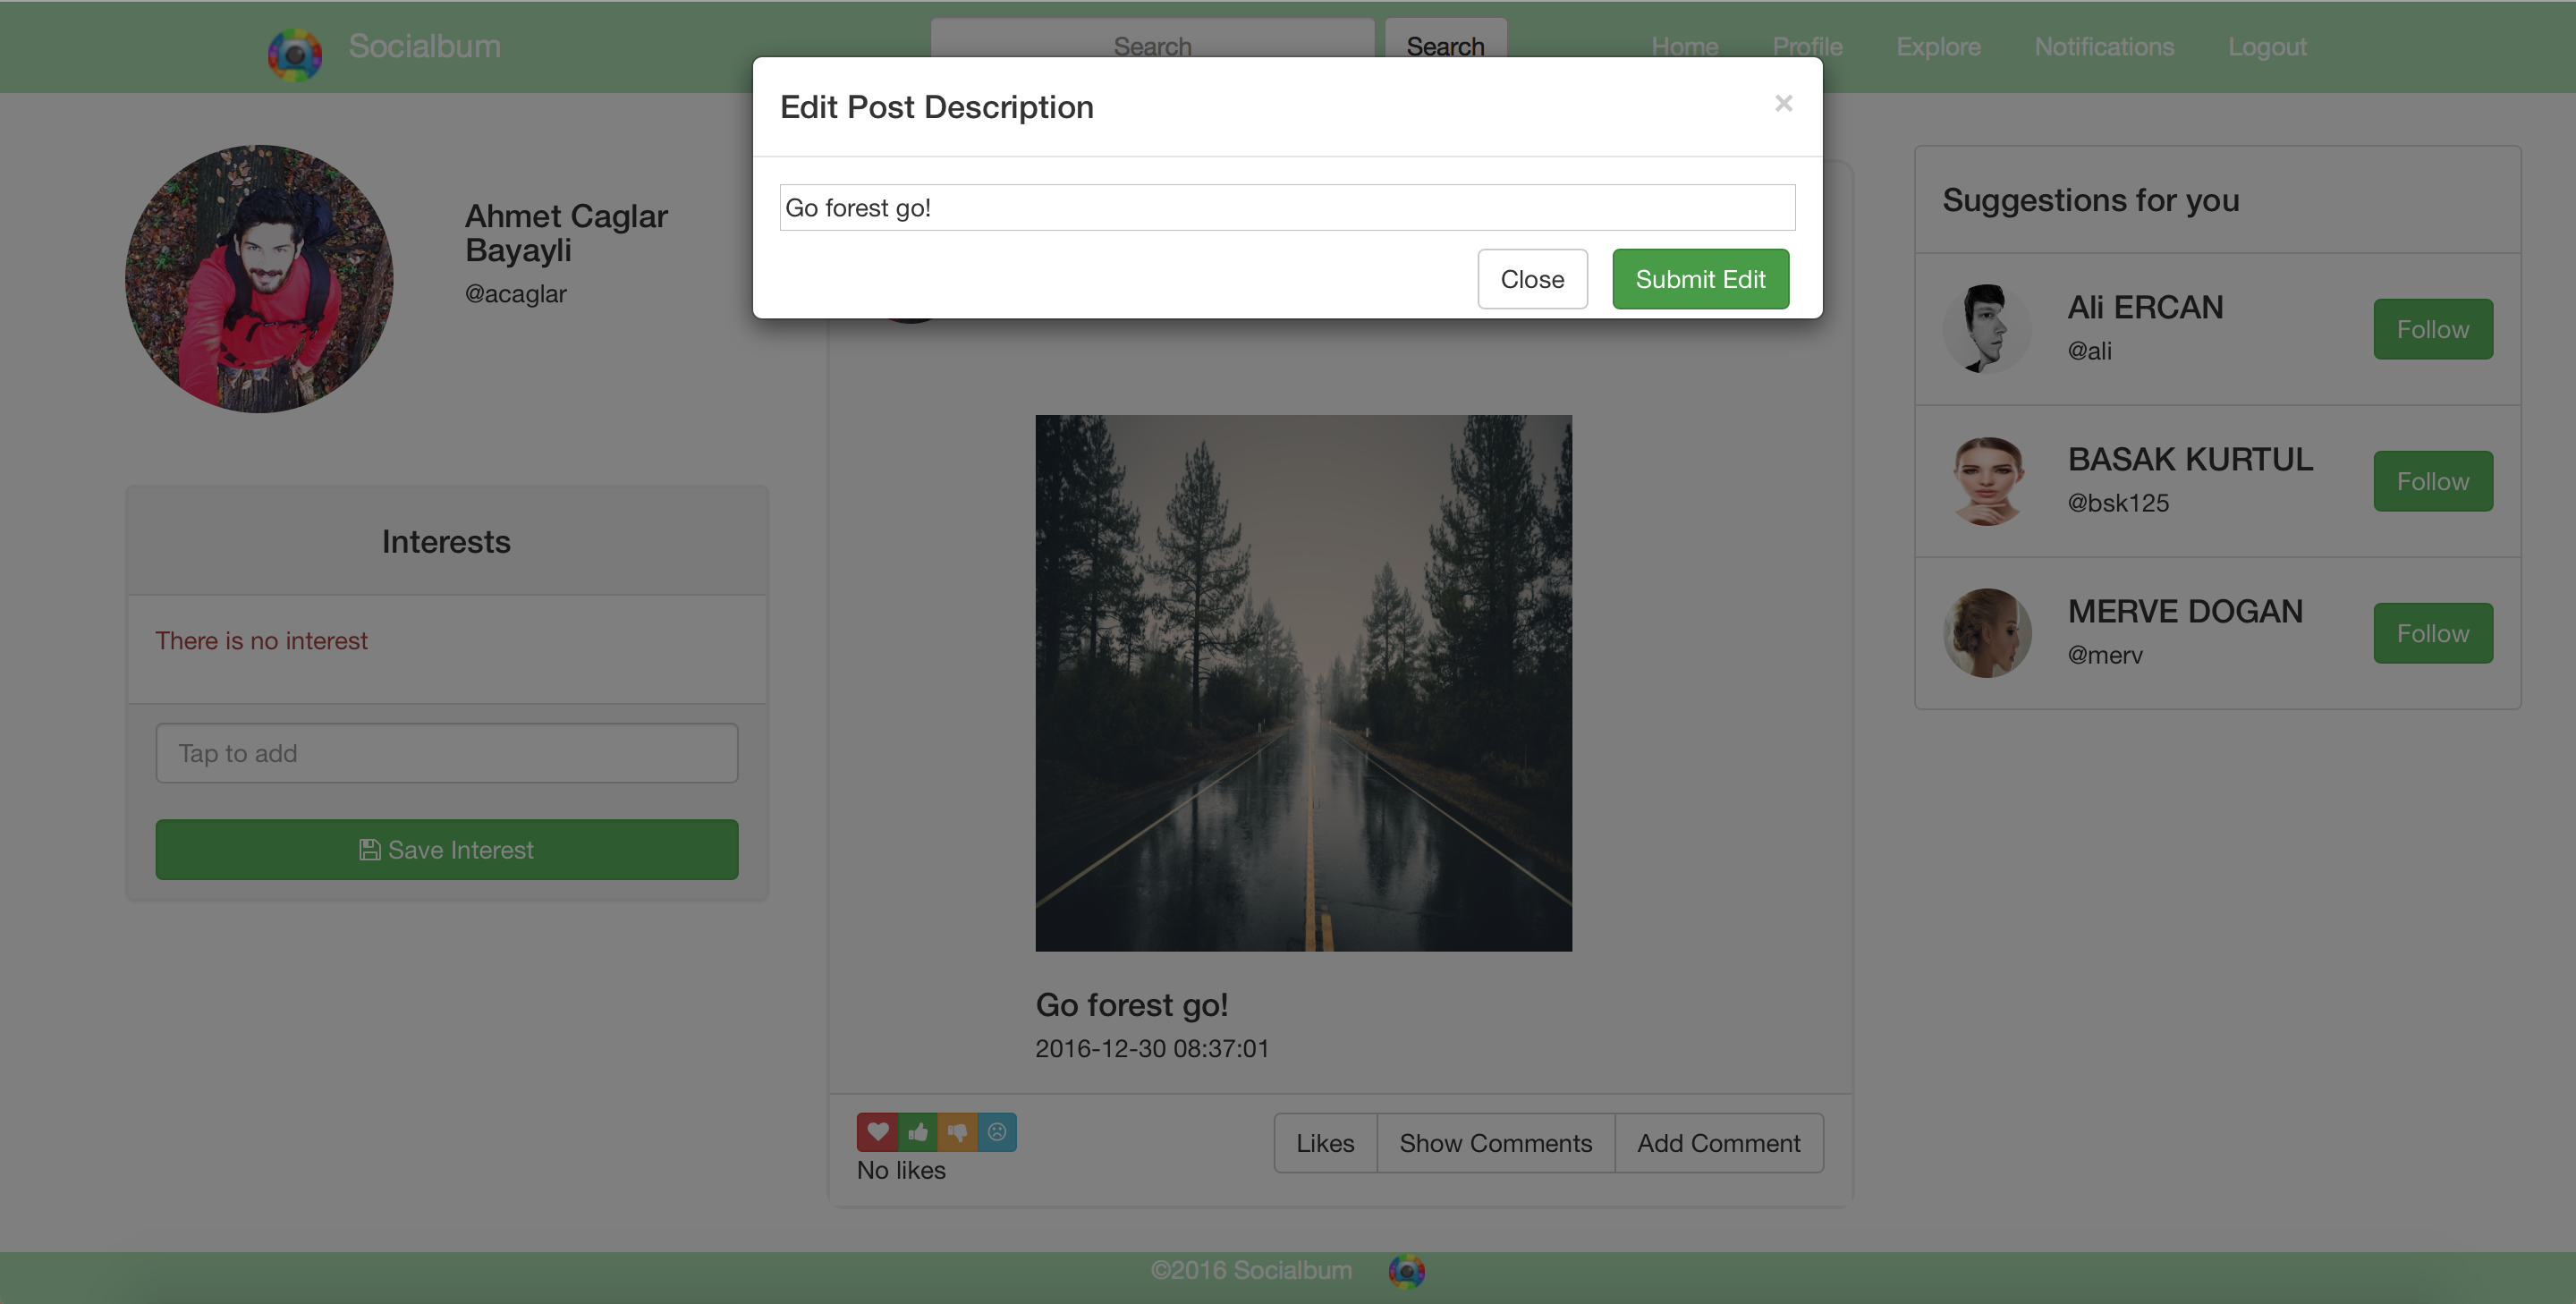 Socialbum
Search
Search
Home
Profile
Explore
Notifications
Logout
Edit Post Description
×
Go forest go!
Close
Submit Edit
Ahmet Caglar
Bayayli
@acaglar
Interests
There is no interest
Tap to add
Save Interest
Go forest go!
2016-12-30 08:37:01
No likes
Likes
Show Comments
Add Comment
Suggestions for you
Ali ERCAN
@ali
Follow
BASAK KURTUL
@bsk125
Follow
MERVE DOGAN
@merv
Follow
©2016 Socialbum